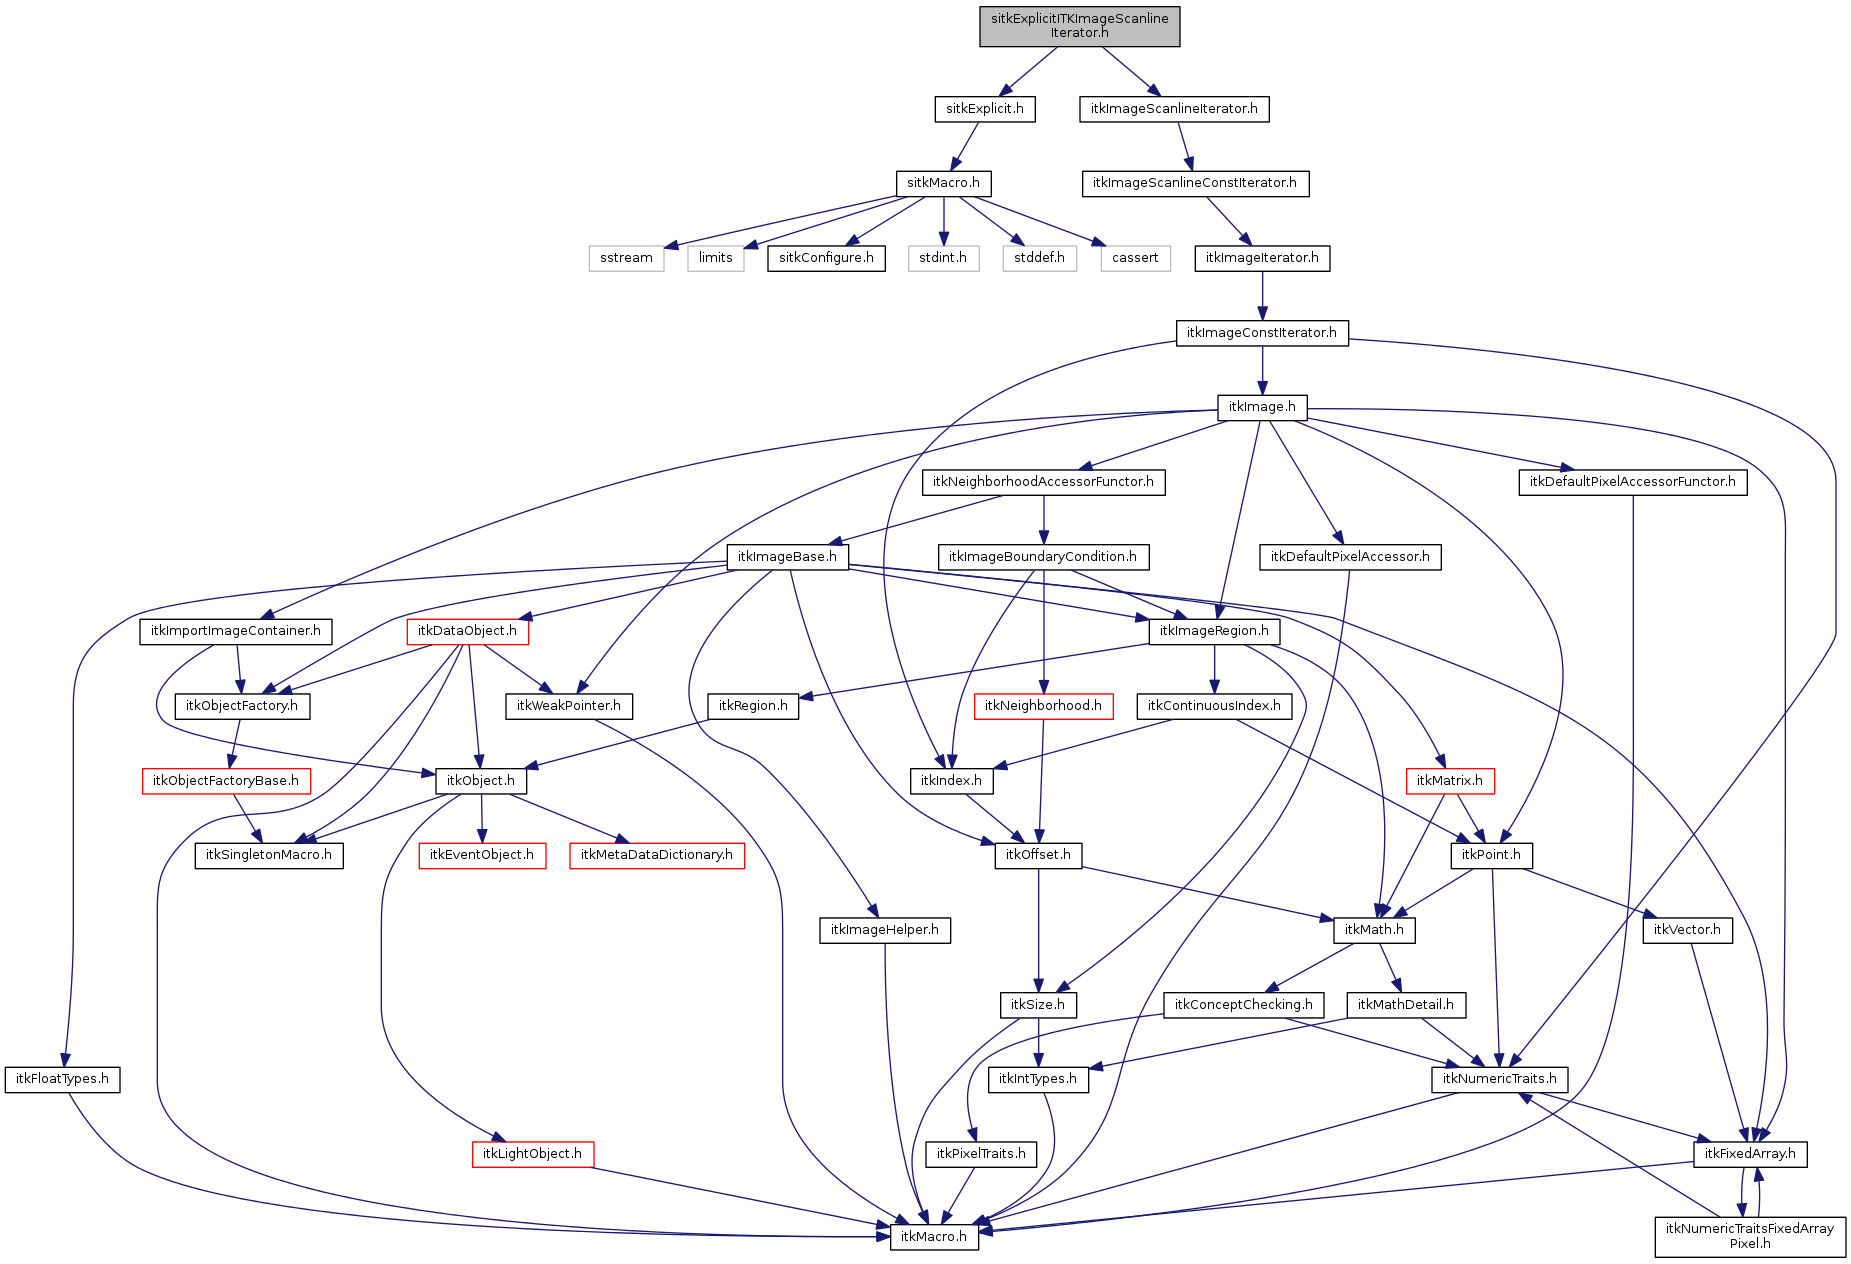 sitkExplicitITKImageScanline
Iterator.h
sitkExplicit.h
itkImageScanlineIterator.h
sitkMacro.h
itkImageScanlineConstIterator.h
sstream
limits
sitkConfigure.h
stdint.h
stddef.h
cassert
itkImageIterator.h
itkImageConstIterator.h
itkImage.h
itkNeighborhoodAccessorFunctor.h
itkDefaultPixelAccessorFunctor.h
itkImageBase.h
itkImageBoundaryCondition.h
itkDefaultPixelAccessor.h
itkImportImageContainer.h
itkDataObject.h
itkImageRegion.h
itkObjectFactory.h
itkWeakPointer.h
itkRegion.h
itkNeighborhood.h
itkContinuousIndex.h
itkObjectFactoryBase.h
itkObject.h
itkIndex.h
itkMatrix.h
itkSingletonMacro.h
itkEventObject.h
itkMetaDataDictionary.h
itkOffset.h
itkPoint.h
itkImageHelper.h
itkMath.h
itkVector.h
itkSize.h
itkConceptChecking.h
itkMathDetail.h
itkFloatTypes.h
itkIntTypes.h
itkNumericTraits.h
itkLightObject.h
itkPixelTraits.h
itkFixedArray.h
itkMacro.h
itkNumericTraitsFixedArray
Pixel.h